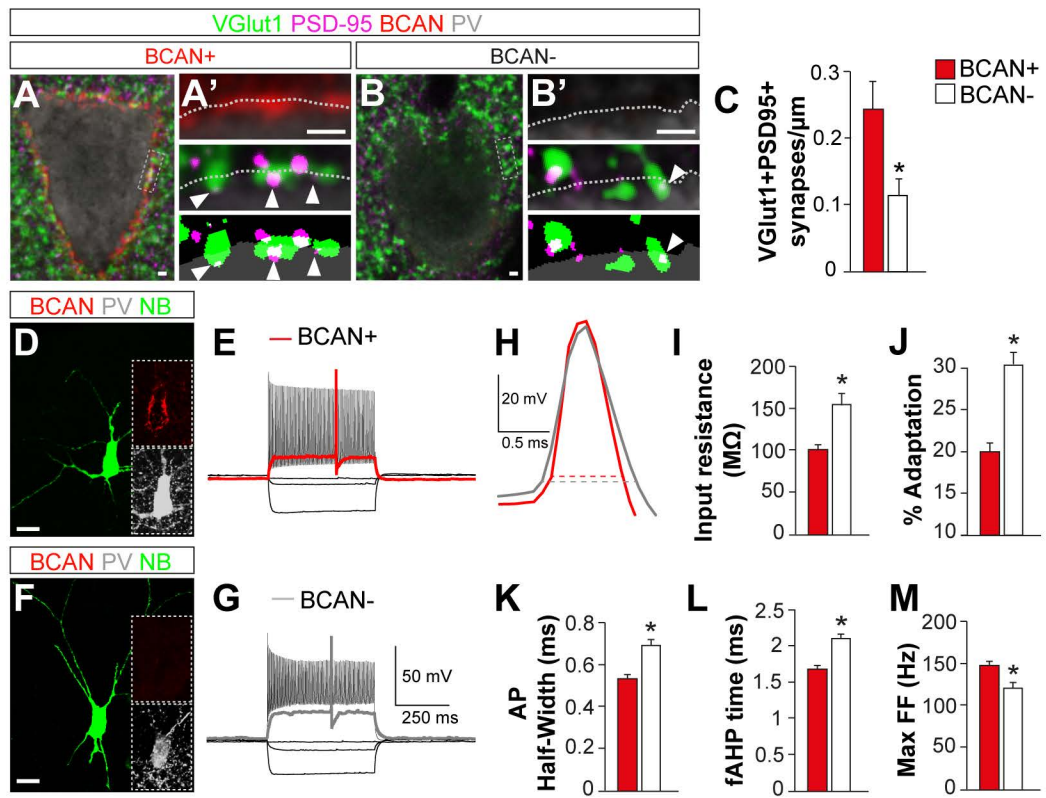 VGlut1 PSD-95 BCAN PV
BCAN+
BCAN-
A
A'
B
B'
C
VGlut1+PSD95+
synapses/µm
0.3
0.2
0.1
0
*
BCAN+
BCAN-
BCAN PV NB
D
E
BCAN+
H
20 mV
0.5 ms
I
Input resistance
(MΩ)
200
150
100
50
0
*
J
% Adaptation
30
25
20
15
10
*
BCAN PV NB
F
G
BCAN-
50 mV
250 ms
K
AP
Half-Width (ms)
0.8
0.6
0.4
0.2
0
*
L
fAHP time (ms)
2.5
2
1.5
1
0.5
0
*
M
Max FF (Hz)
200
150
100
50
0
*